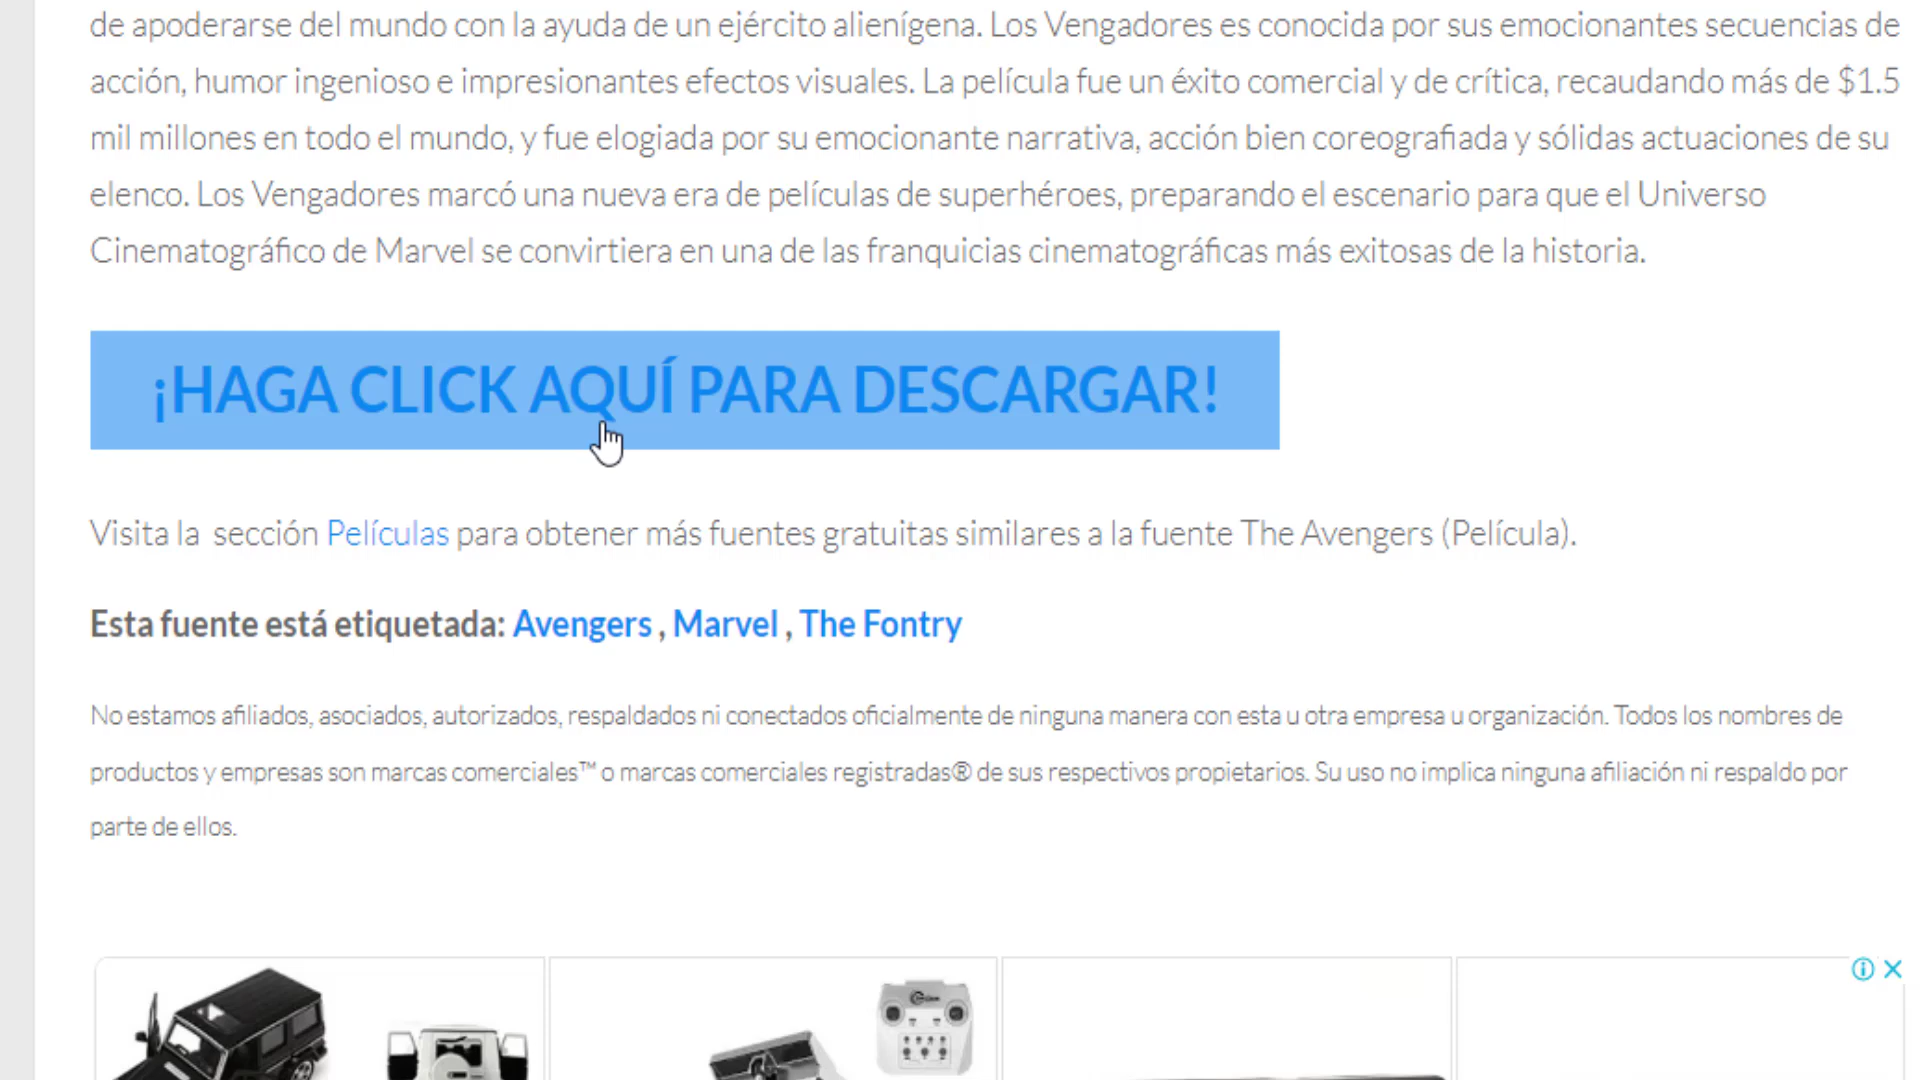 de apoderarse del mundo con la ayuda de un ejército alienígena. Los Vengadores es conocida por sus emocionantes secuencias de
acción, humor ingenioso e impresionantes efectos visuales. La película fue un éxito comercial y de crítica, recaudando más de $1.5
mil millones en todo el mundo, y fue elogiada por su emocionante narrativa, acción bien coreografiada y sólidas actuaciones de su
elenco. Los Vengadores marcó una nueva era de películas de superhéroes, preparando el escenario para que el Universo
Cinematográfico de Marvel se convirtiera en una de las franquicias cinematográficas más exitosas de la historia.
¡HAGA CLICK AQUÍ PARA DESCARGAR!
Visita la sección Películas para obtener más fuentes gratuitas similares a la fuente The Avengers (Película).
Esta fuente está etiquetada: Avengers , Marvel , The Fontry
No estamos afiliados, asociados, autorizados, respaldados ni conectados oficialmente de ninguna manera con esta u otra empresa u organización. Todos los nombres de
productos y empresas son marcas comerciales™ o marcas comerciales registradas® de sus respectivos propietarios. Su uso no implica ninguna afiliación ni respaldo por
parte de ellos.